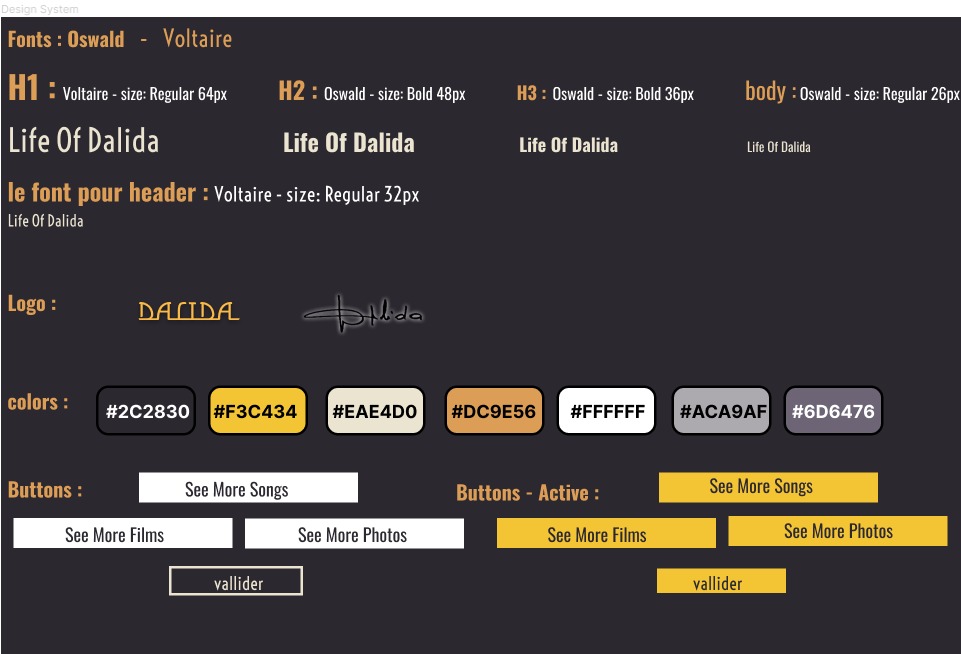 Design System
Fonts : Oswald - Voltaire
H1 : Voltaire - size: Regular 64px
H2 : Oswald - size: Bold 48px
H3 : Oswald - size: Bold 36px
body : Oswald - size: Regular 26px
Life Of Dalida
Life Of Dalida
Life Of Dalida
Life Of Dalida
le font pour header : Voltaire - size: Regular 32px
Life Of Dalida
Logo :
DALIDA
Dalida
colors :
#2C2830
#F3C434
#EAE4D0
#DC9E56
#FFFFFF
#ACA9AF
#6D6476
Buttons :
See More Songs
See More Films
See More Photos
vallider
Buttons - Active :
See More Songs
See More Films
See More Photos
vallider